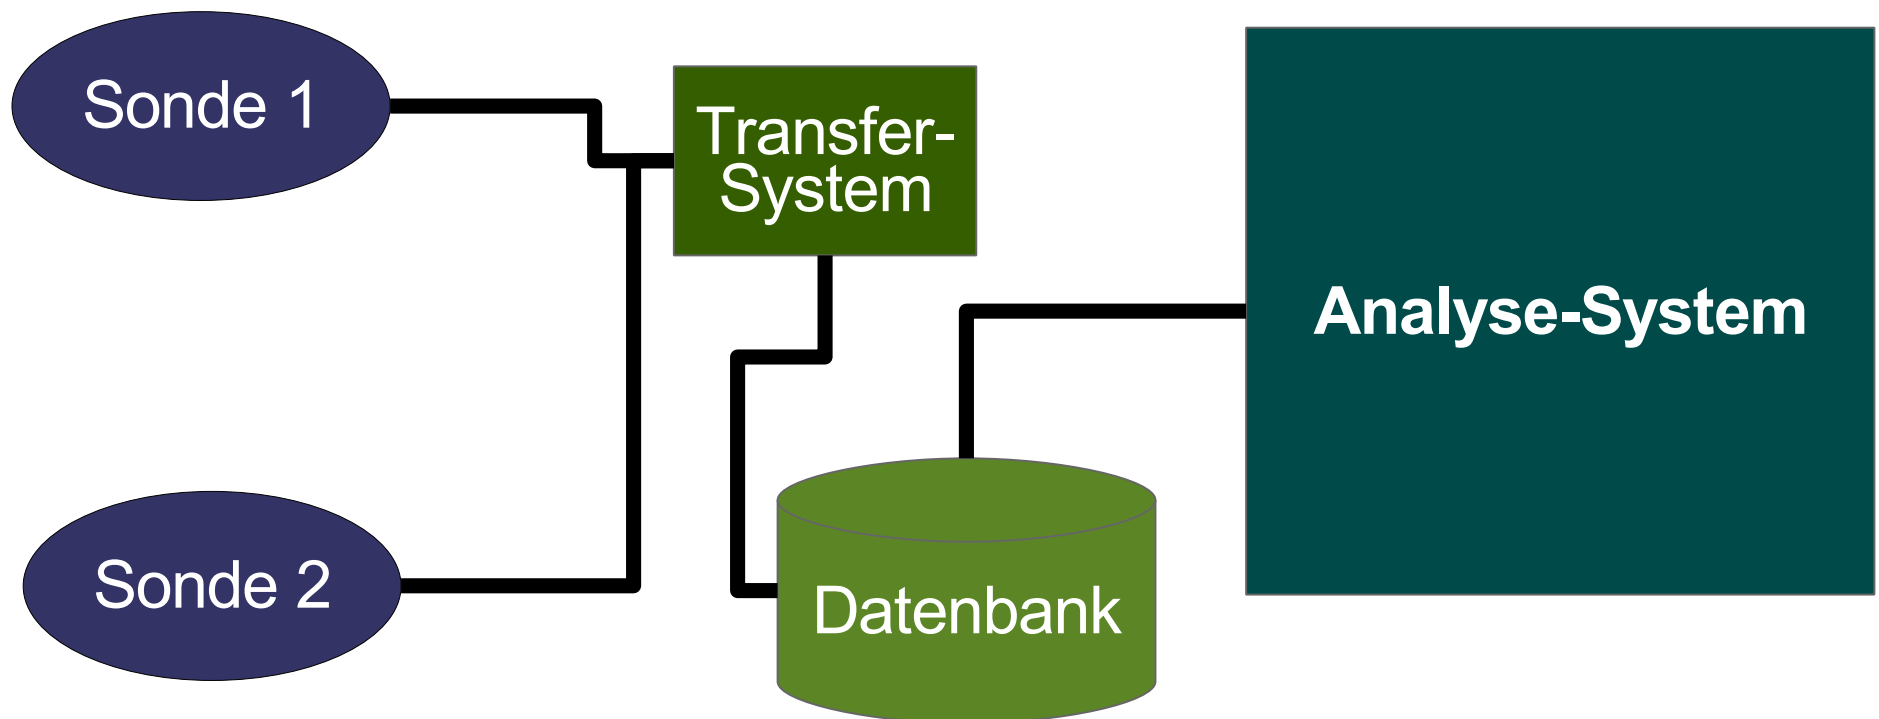 Sonde 1
Transfer-
System
Analyse-System
Sonde 2
Datenbank